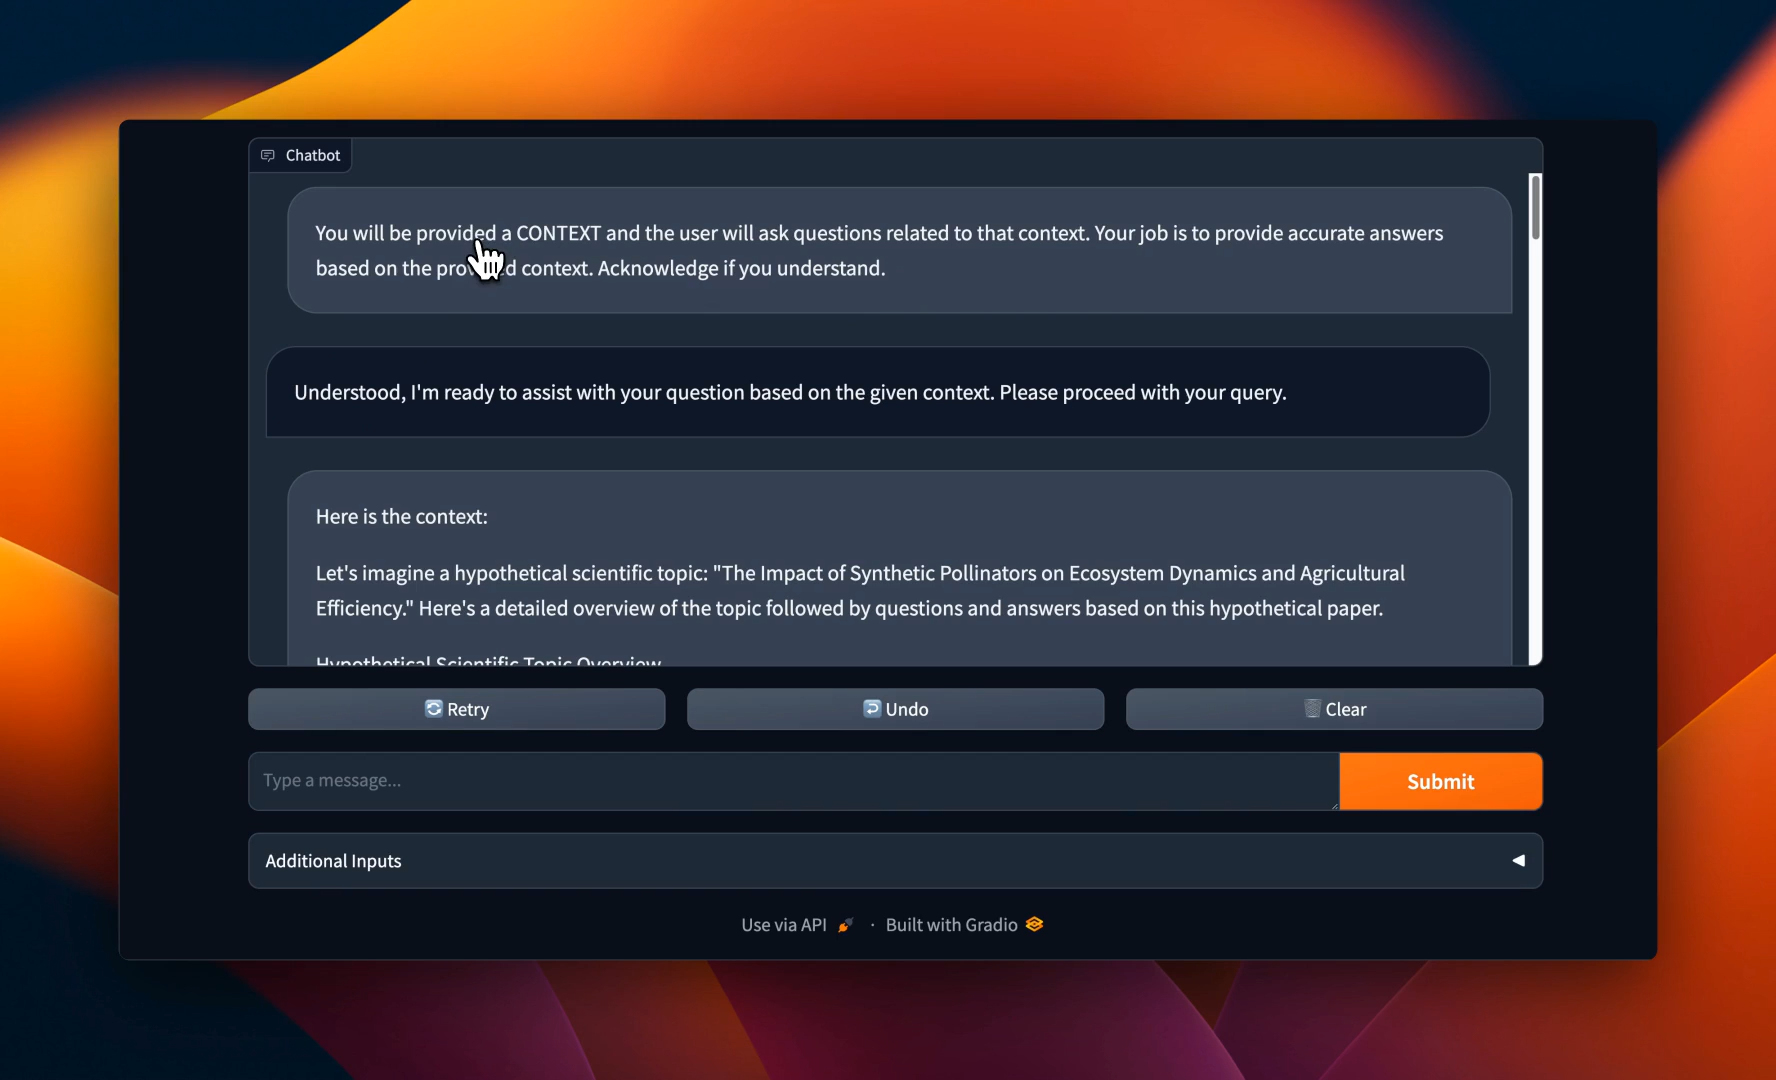 Chatbot
You will be provided a CONTEXT and the user will ask questions related to that context. Your job is to provide accurate answers
based on the pro d context. Acknowledge if you understand.
Understood, I'm ready to assist with your question based on the given context. Please proceed with your query.
Here is the context:
Let's imagine a hypothetical scientific topic: "The Impact of Synthetic Pollinators on Ecosystem Dynamics and Agricultural
Efficiency." Here's a detailed overview of the topic followed by questions and answers based on this hypothetical paper.
Hypothetical Scientific Topic Overview
Retry
Undo
Clear
Type a message...
Submit
Additional Inputs
Use via API · Built with Gradio